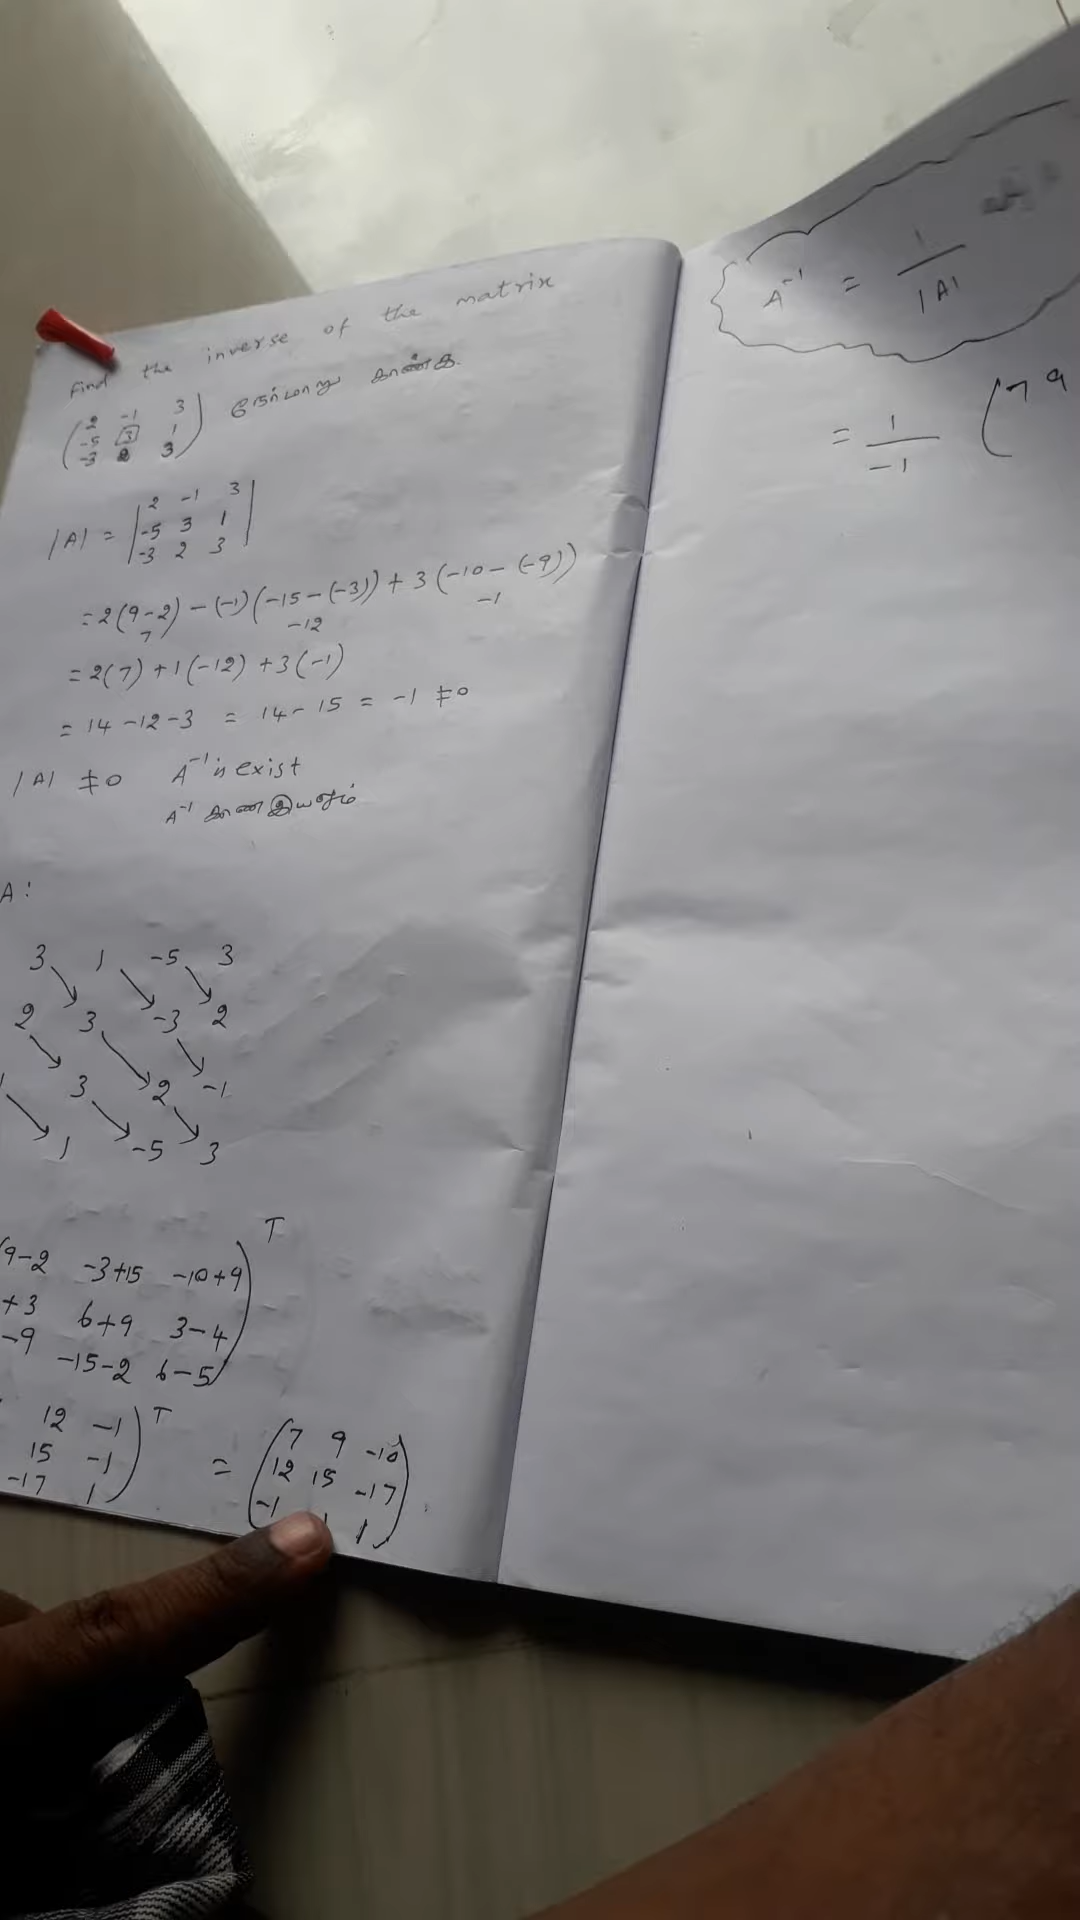 Find the inverse of the matrix
2 -1 3
-5 3 1
-3 2 3
நேர்மாறு காண்க.
|A| =
2 -1 3
-5 3 1
-3 2 3
= 2(9-2) - (-1)(-15-(-3)) + 3(-10-(-9))
7 -12 -1
= 2(7) + 1(-12) + 3(-1)
= 14 - 12 - 3 = 14 - 15 = -1 ≠ 0
|A| ≠ 0 A⁻¹ is exist
A⁻¹ காண இயலும்
A:
3 1 -5 3
2 3 -3 2
3 2 -1
1 -5 3
(9-2 -3+15 -10+9)ᵀ
+3 6+9 3-4
-9 -15-2 6-5
12 -1 )ᵀ
15 -1
-17 1
=
7 9 -10
12 15 -17
-1 1
A⁻¹ = 1/|A|
= 1/-1 (7 9